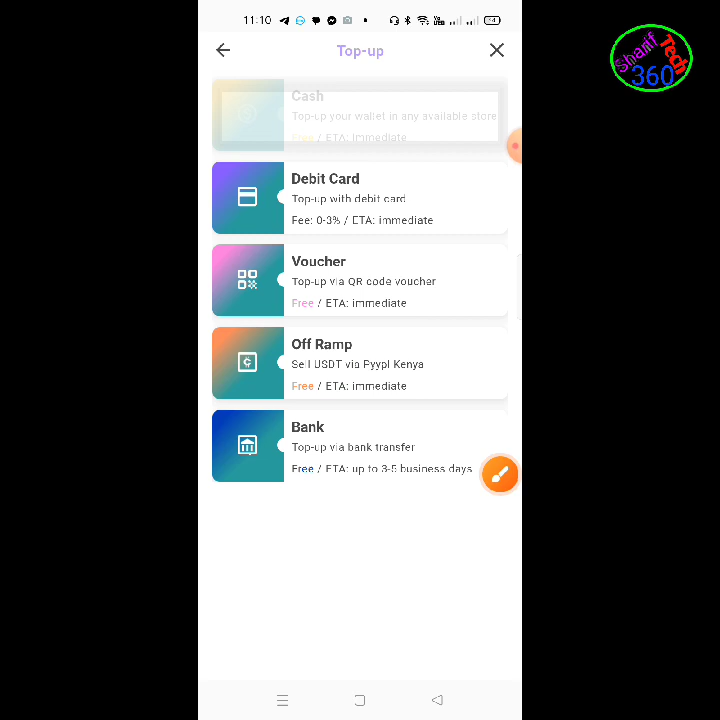 11:10
Top-up
Cash
Top-up your wallet in any available store
Free / ETA: immediate
Debit Card
Top-up with debit card
Fee: 0-3% / ETA: immediate
Voucher
Top-up via QR code voucher
Free / ETA: immediate
Off Ramp
Sell USDT via Pyypl Kenya
Free / ETA: immediate
Bank
Top-up via bank transfer
Free / ETA: up to 3-5 business days
Sharif Tech
360